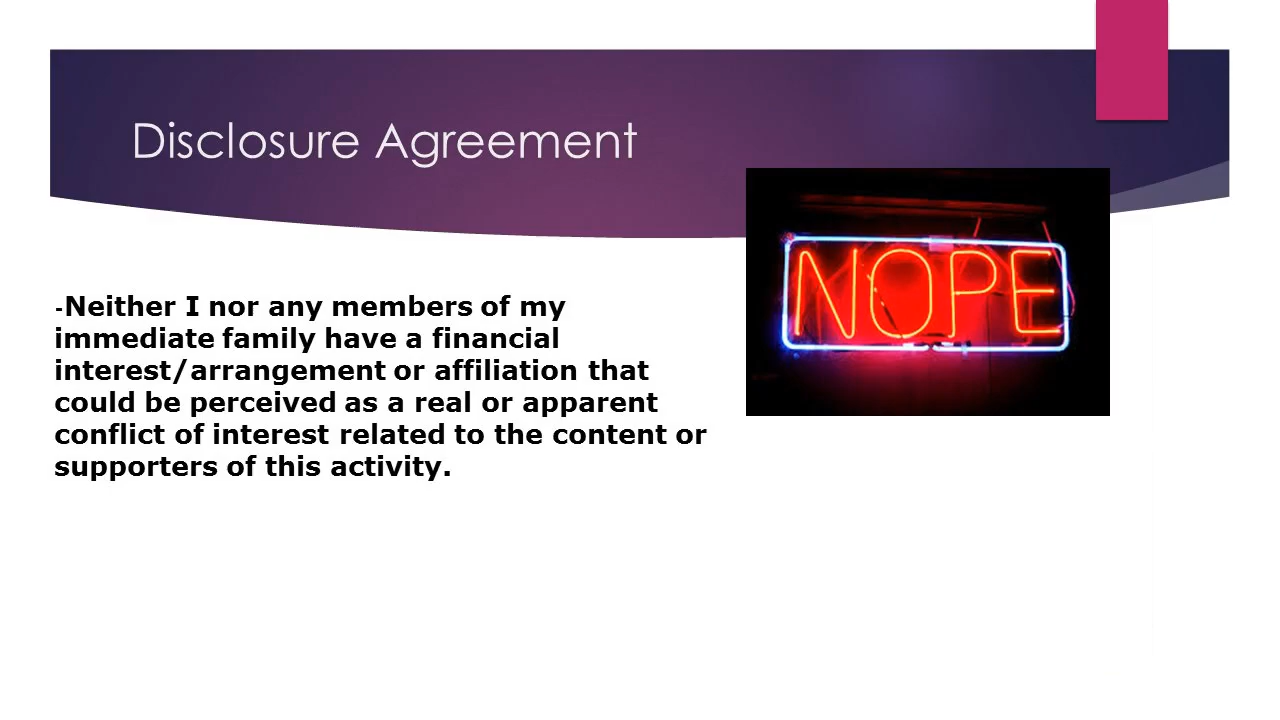 Disclosure Agreement
NOPE
-Neither I nor any members of my
immediate family have a financial
interest/arrangement or affiliation that
could be perceived as a real or apparent
conflict of interest related to the content or
supporters of this activity.